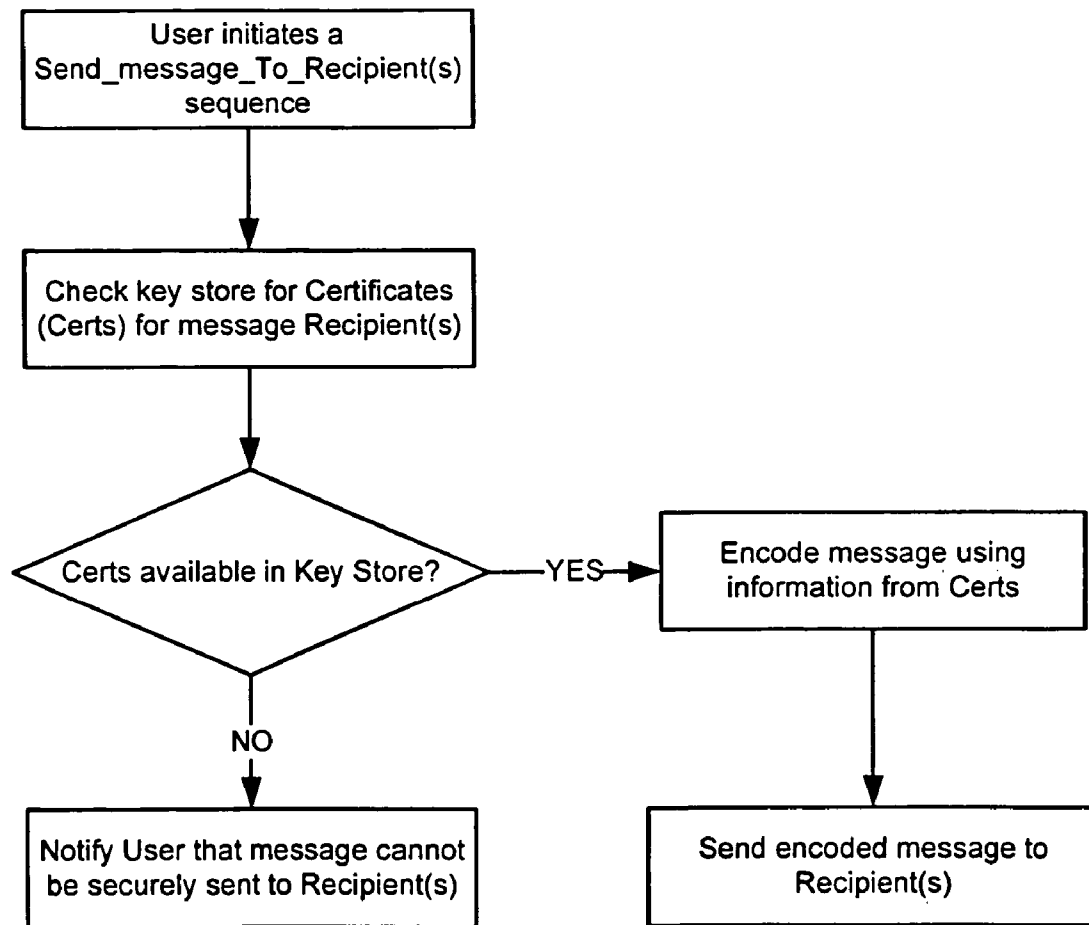 User initiates a
Send_message_To_Recipient(s)
sequence
Check key store for Certificates
(Certs) for message Recipient(s)
Certs available in Key Store?
YES
Encode message using
information from Certs
NO
Notify User that message cannot
be securely sent to Recipient(s)
Send encoded message to
Recipient(s)